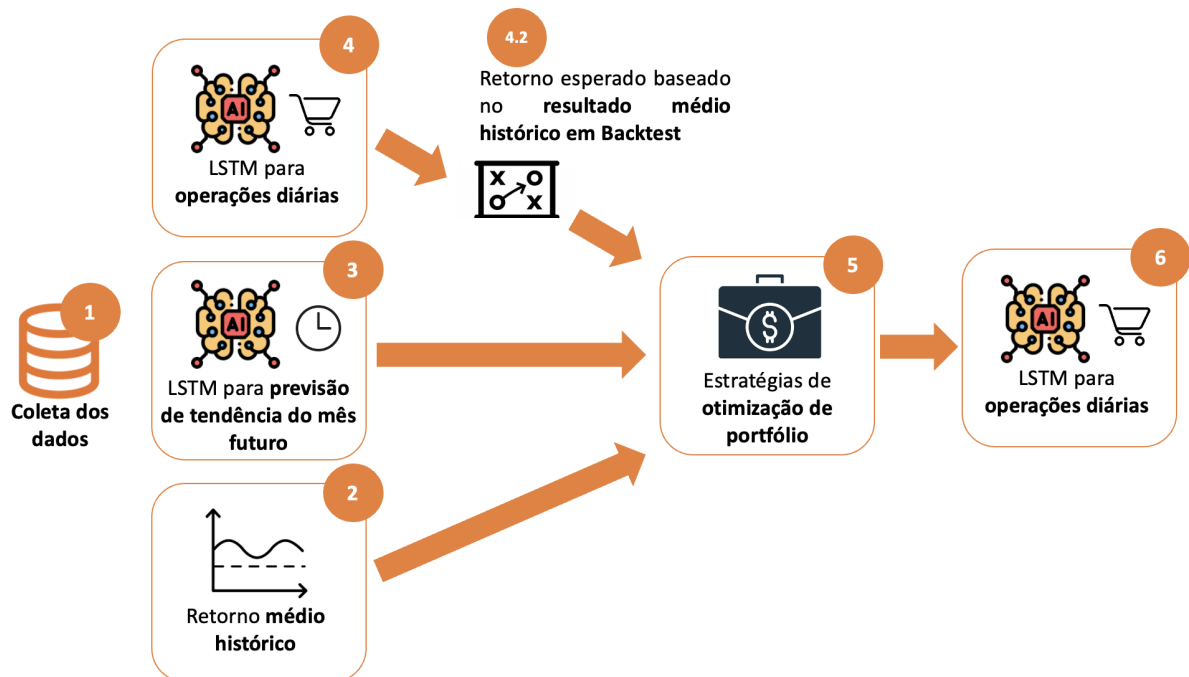 4
AI
LSTM para
operações diárias
4.2
Retorno esperado baseado
no resultado médio
histórico em Backtest
X O
O X
1
Coleta dos
dados
3
AI
LSTM para previsão
de tendência do mês
futuro
2
Retorno médio
histórico
5
$
Estratégias de
otimização de
portfólio
6
AI
LSTM para
operações diárias